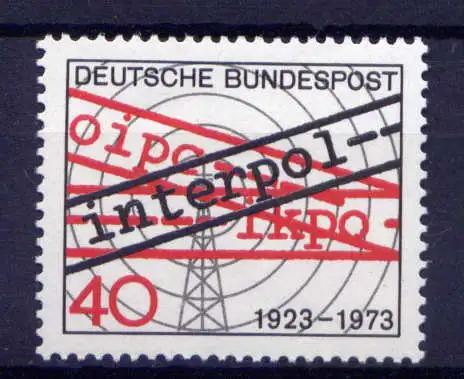 DEUTSCHE BUNDESPOST
oipc-
interpol--
--ikpo-
40
1923-1973